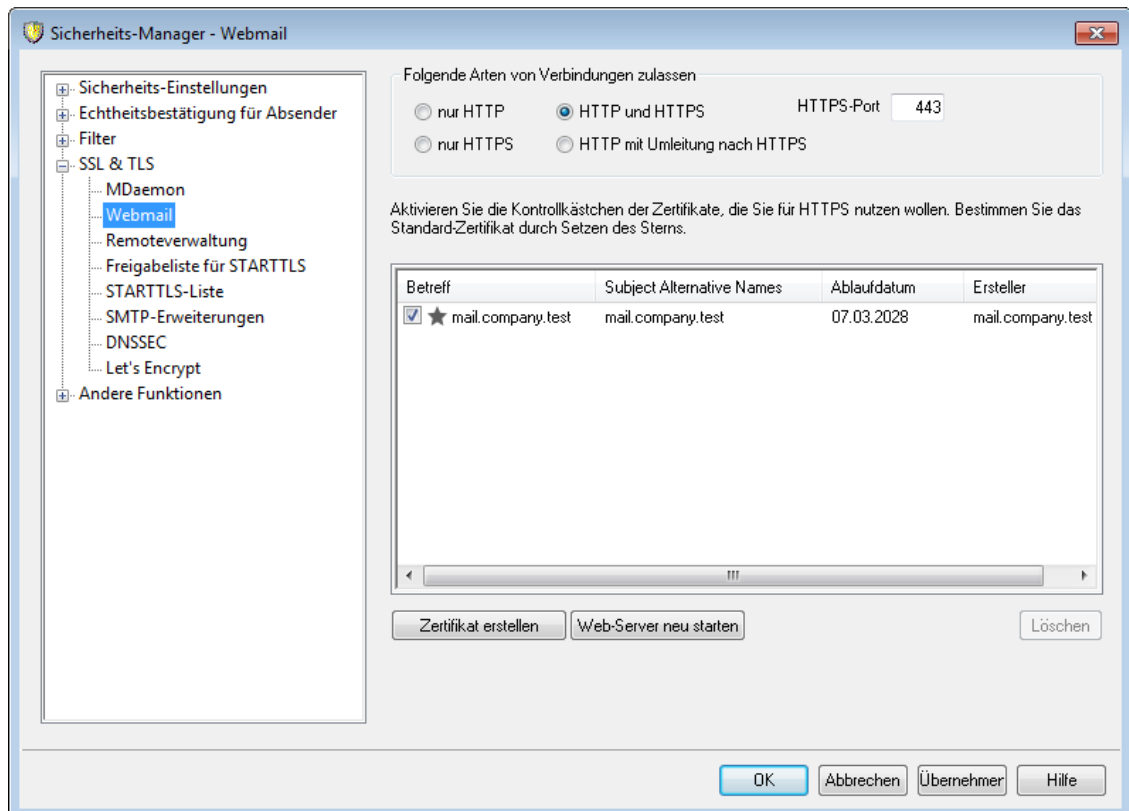 Sicherheits-Manager - Webmail
Sicherheits-Einstellungen
Echtheitsbestätigung für Absender
Filter
SSL & TLS
MDaemon
Webmail
Remoteverwaltung
Freigabeliste für STARTTLS
STARTTLS-Liste
SMTP-Erweiterungen
DNSSEC
Let's Encrypt
Andere Funktionen
Folgende Arten von Verbindungen zulassen
nur HTTP HTTP und HTTPS HTTPS-Port 443
nur HTTPS HTTP mit Umleitung nach HTTPS
Aktivieren Sie die Kontrollkästchen der Zertifikate, die Sie für HTTPS nutzen wollen. Bestimmen Sie das
Standard-Zertifikat durch Setzen des Sterns.
Betreff Subject Alternative Names Ablaufdatum Ersteller
mail.company.test mail.company.test 07.03.2028 mail.company.test
Zertifikat erstellen Web-Server neu starten Löschen
OK Abbrechen Übernehmer Hilfe